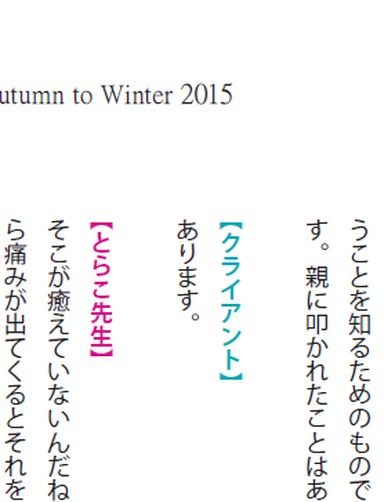 utumn to Winter 2015
うことを知るためのもので
す。親に叩かれたことはあ
【クライアント】
あります。
【とらこ先生】
そこが癒えていないんだね
ら痛みが出てくるとそれを